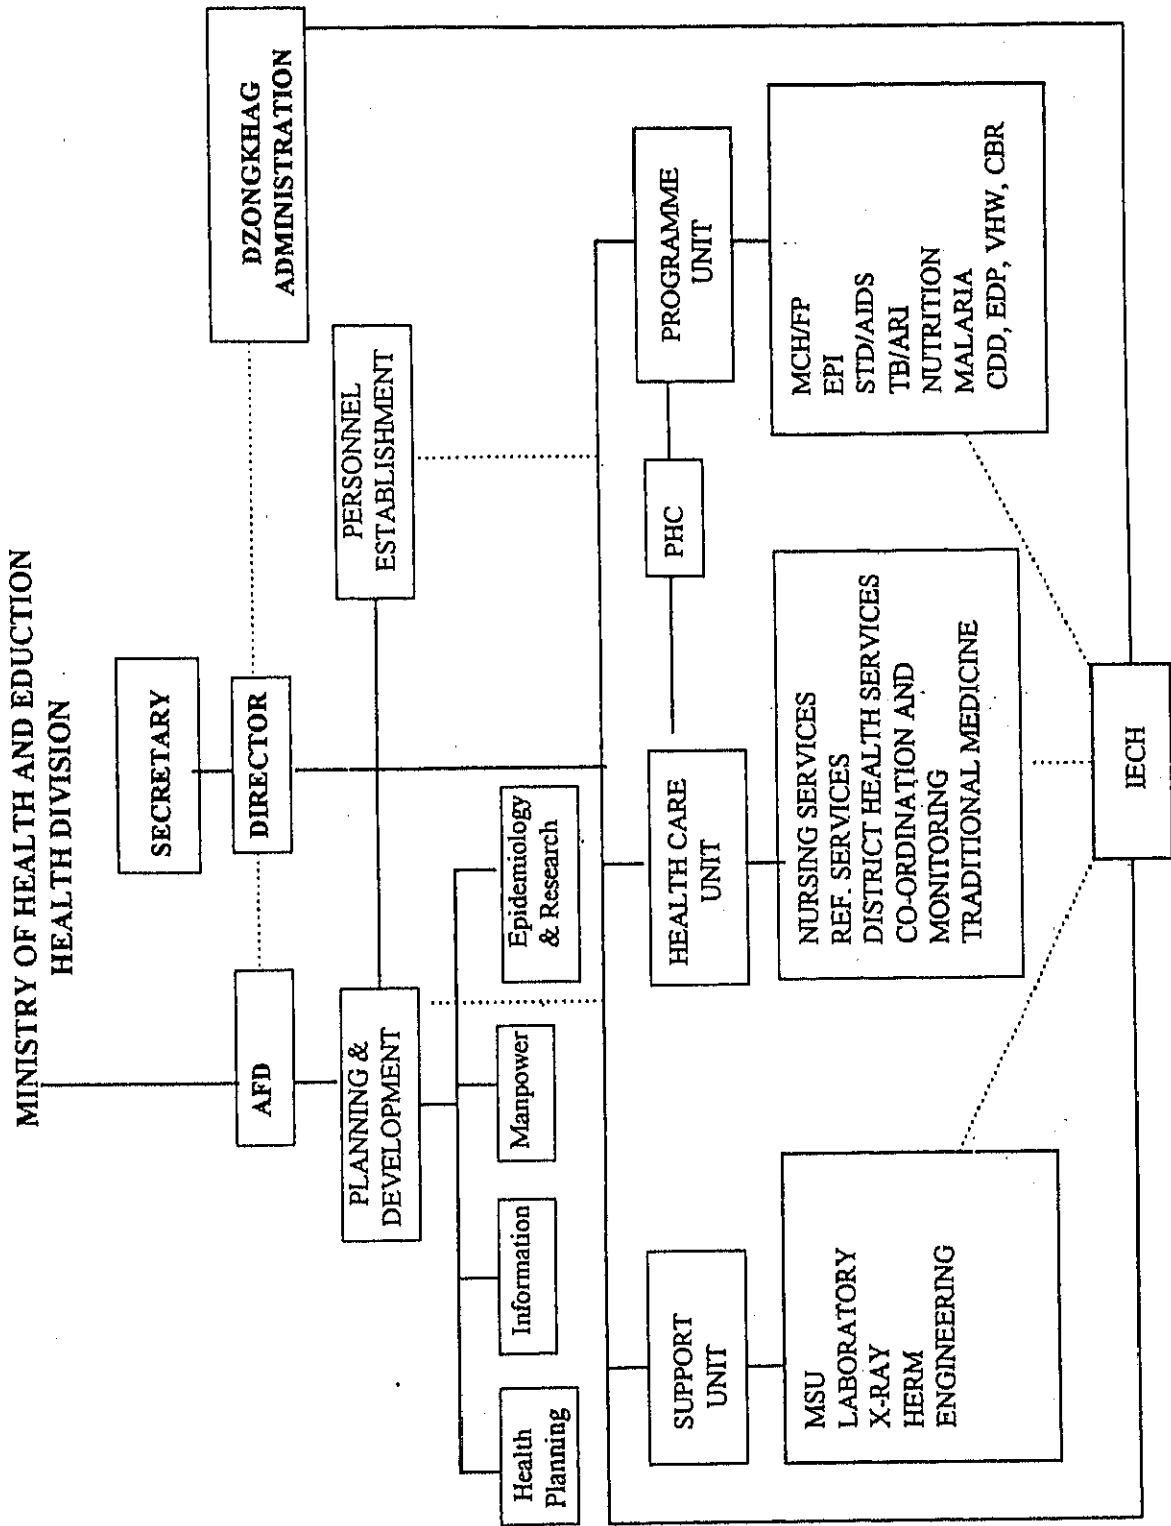 MINISTRY OF HEALTH AND EDUCTION
HEALTH DIVISION
SECRETARY
AFD
DIRECTOR
DZONGKHAG
ADMINISTRATION
PLANNING &
DEVELOPMENT
PERSONNEL
ESTABLISHMENT
Health
Planning
Information
Manpower
Epidemiology
& Research
SUPPORT
UNIT
HEALTH CARE
UNIT
PHC
PROGRAMME
UNIT
MSU
LABORATORY
X-RAY
HERM
ENGINEERING
NURSING SERVICES
REF. SERVICES
DISTRICT HEALTH SERVICES
CO-ORDINATION AND
MONITORING
TRADITIONAL MEDICINE
MCH/FP
EPI
STD/AIDS
TB/ARI
NUTRITION
MALARIA
CDD, EDP, VHW, CBR
IECH